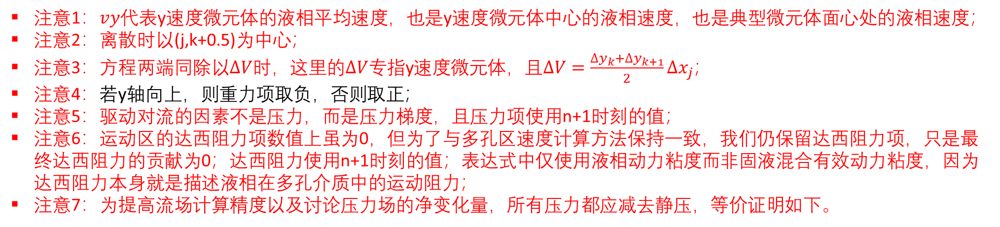 ▪ 注意1：vy代表y速度微元体的液相平均速度，也是y速度微元体中心的液相速度，也是典型微元体面心处的液相速度；
▪ 注意2：离散时以(j,k+0.5)为中心；
▪ 注意3：方程两端同除以ΔV时，这里的ΔV专指y速度微元体，且ΔV = \frac{Δy_k+Δy_{k+1}}{2} Δx_j；
▪ 注意4：若y轴向上，则重力项取负，否则取正；
▪ 注意5：驱动对流的因素不是压力，而是压力梯度，且压力项使用n+1时刻的值；
▪ 注意6：运动区的达西阻力项数值上虽为0，但为了与多孔区速度计算方法保持一致，我们仍保留达西阻力项，只是最
终达西阻力的贡献为0；达西阻力使用n+1时刻的值；表达式中仅使用液相动力粘度而非固液混合有效动力粘度，因为
达西阻力本身就是描述液相在多孔介质中的运动阻力；
▪ 注意7：为提高流场计算精度以及讨论压力场的净变化量，所有压力都应减去静压，等价证明如下。